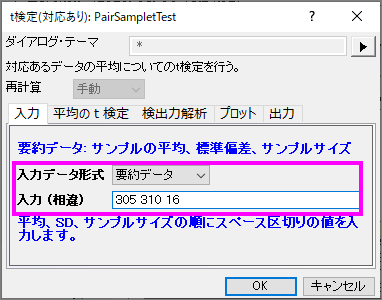 t検定(対応あり): PairSampletTest
ダイアログ・テーマ *
対応あるデータの平均についてのt検定を行う。
再計算 手動
入力 平均の t 検定 検出力解析 プロット 出力
要約データ: サンプルの平均、標準偏差、サンプルサイズ
入力データ形式 要約データ
入力 (相違) 305 310 16
平均、SD、サンプルサイズの順にスペース区切りの値を入
力します。
OK キャンセル